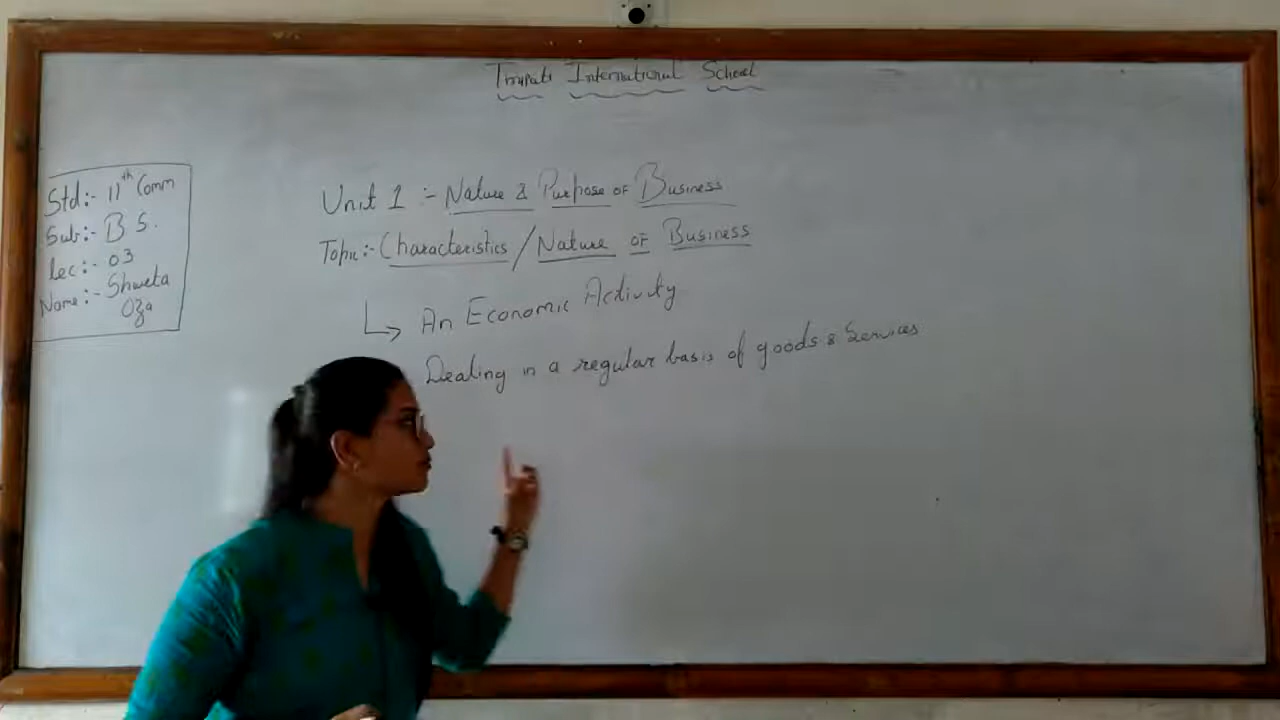 Tirupati International School
Std:- 11th Comm
Sub:- B S.
Lec:- 03
Name:- Shweta
Oza
Unit 1 :- Nature & Purpose of Business
Topic:- Characteristics / Nature of Business
An Economic Activity
Dealing in a regular basis of goods & Services